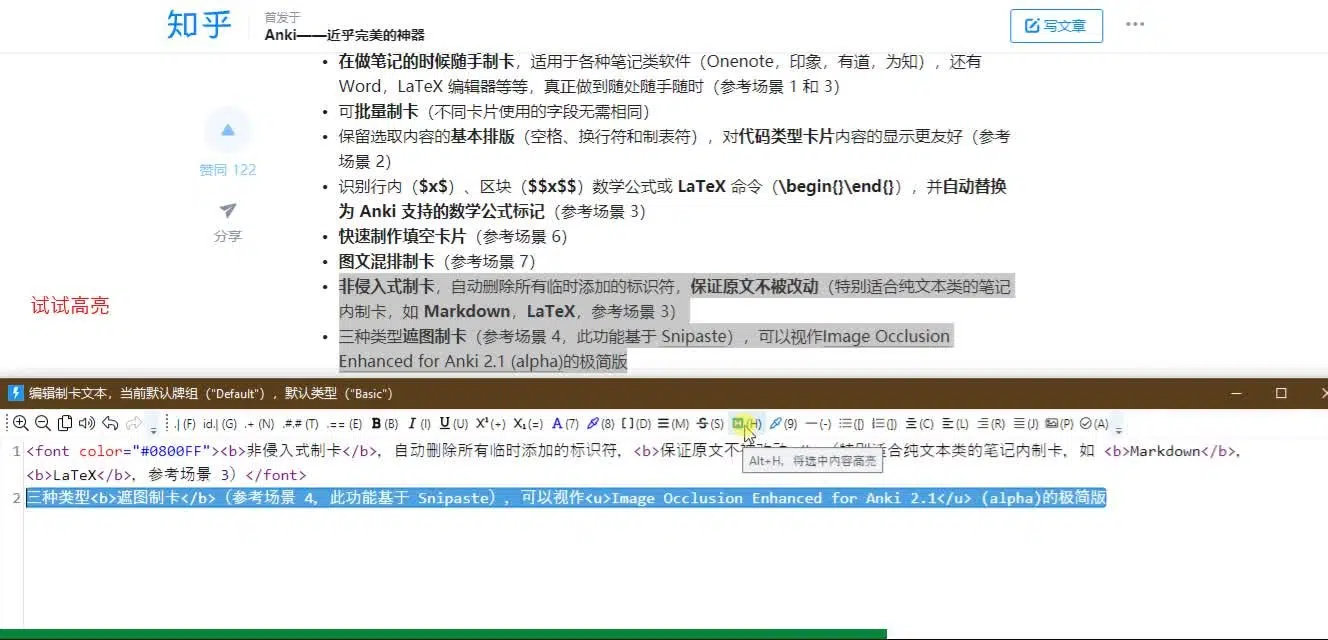 知乎
首发于
Anki——近乎完美的神器
写文章
•••
• 在做笔记的时候随手制卡，适用于各种笔记类软件（Onenote，印象，有道，为知），还有
Word，LaTeX 编辑器等等，真正做到随处随手随时（参考场景 1 和 3）
• 可批量制卡（不同卡片使用的字段无需相同）
• 保留选取内容的基本排版（空格、换行符和制表符），对代码类型卡片内容的显示更友好（参考
场景 2）
赞同 122
• 识别行内（$x$）、区块（$$x$$）数学公式或 LaTeX 命令（\begin{}\end{}），并自动替换
为 Anki 支持的数学公式标记（参考场景 3）
分享
• 快速制作填空卡片（参考场景 6）
• 图文混排制卡（参考场景 7）
• 非侵入式制卡，自动删除所有临时添加的标识符，保证原文不被改动（特别适合纯文本类的笔记
内制卡，如 Markdown，LaTeX，参考场景 3）
试试高亮
• 三种类型遮图制卡（参考场景 4，此功能基于 Snipaste），可以视作Image Occlusion
Enhanced for Anki 2.1 (alpha)的极简版
编辑制卡文本，当前默认牌组（"Default"），默认类型（"Basic"）
.| (F) id.| (G) .+ (N) .#.# (T) .== (E) B (B) I (I) U (U) X¹(+) X₁(=) A (7) (8) [ ] (D) (M) S (S) H (H) (9) — (-) ([) (]) (C) (L) (R) (J) (P) (A)
1 <font color="#0800FF"><b>非侵入式制卡</b>，自动删除所有临时添加的标识符，<b>保证原文不被改动</b>（特别适合纯文本类的笔记内制卡，如 <b>Markdown</b>，
Alt+H，将选中内容高亮
<b>LaTeX</b>，参考场景 3）</font>
2 三种类型<b>遮图制卡</b>（参考场景 4，此功能基于 Snipaste），可以视作<u>Image Occlusion Enhanced for Anki 2.1</u> (alpha)的极简版